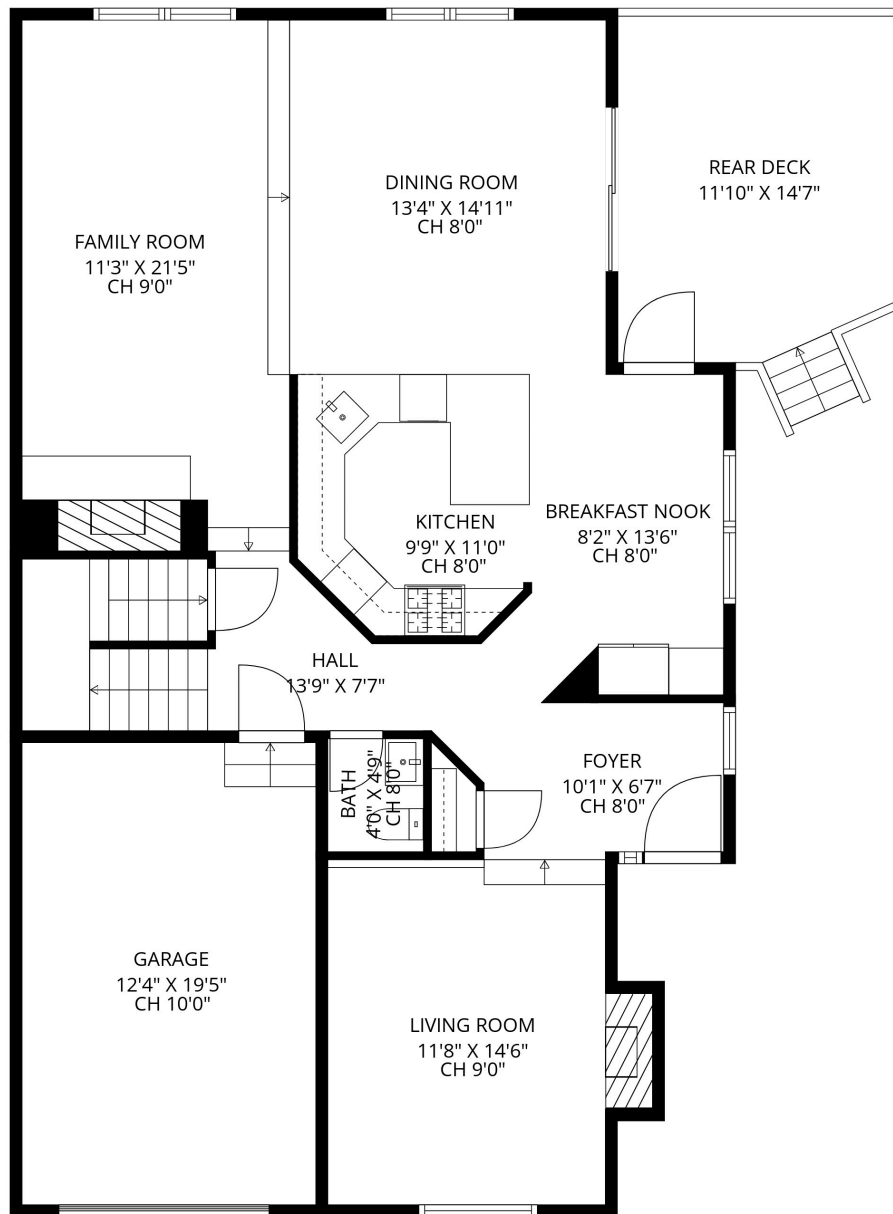 REAR DECK
11'10" X 14'7"
DINING ROOM
13'4" X 14'11"
CH 8'0"
FAMILY ROOM
11'3" X 21'5"
CH 9'0"
KITCHEN
9'9" X 11'0"
CH 8'0"
BREAKFAST NOOK
8'2" X 13'6"
CH 8'0"
HALL
13'9" X 7'7"
BATH
4'0" X 4'9"
CH 8'0"
FOYER
10'1" X 6'7"
CH 8'0"
GARAGE
12'4" X 19'5"
CH 10'0"
LIVING ROOM
11'8" X 14'6"
CH 9'0"